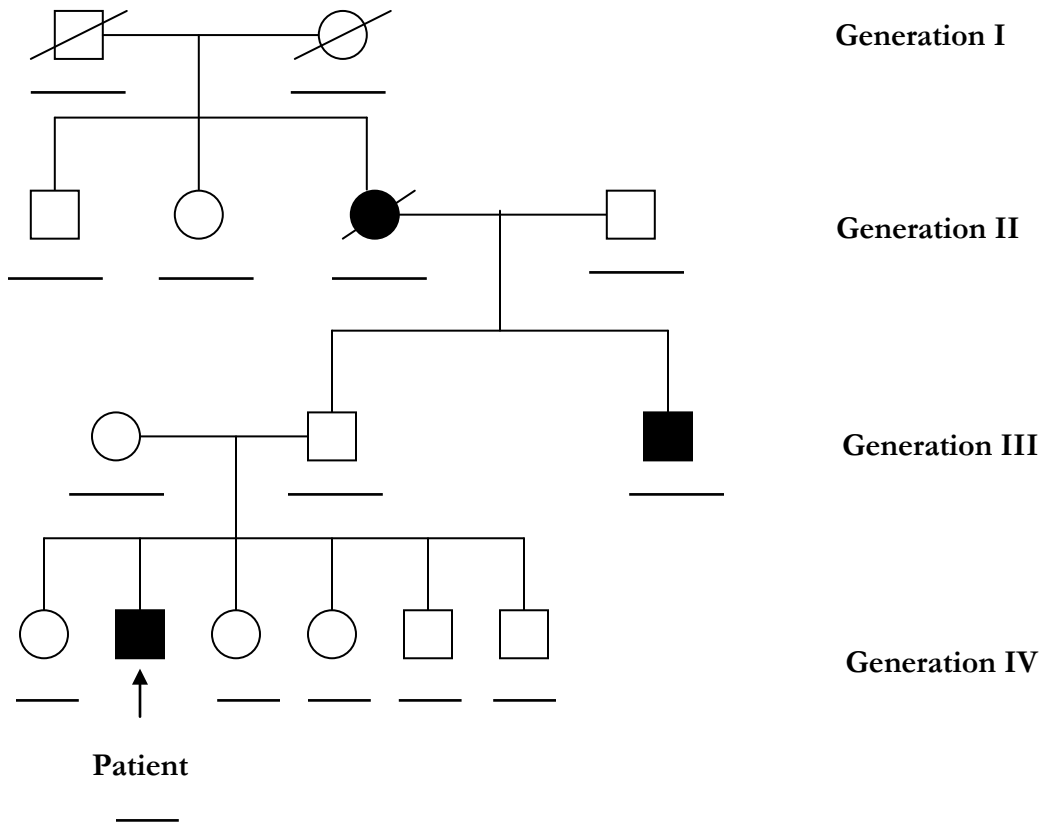 Generation I
Generation II
Generation III
Generation IV
Patient